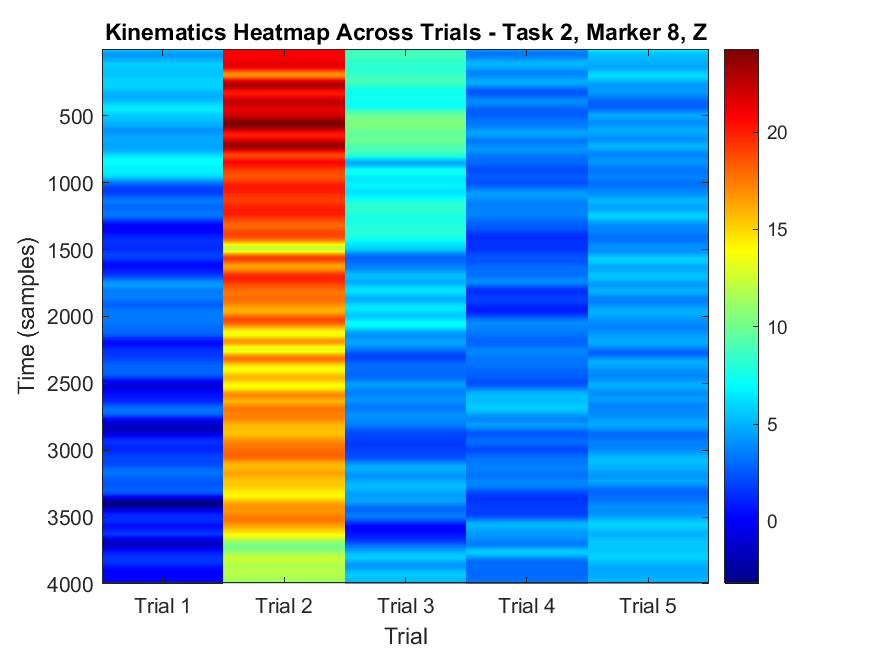 Kinematics Heatmap Across Trials - Task 2, Marker 8, Z
Time (samples)
500
1000
1500
2000
2500
3000
3500
4000
Trial 1
Trial 2
Trial 3
Trial 4
Trial 5
Trial
20
15
10
5
0